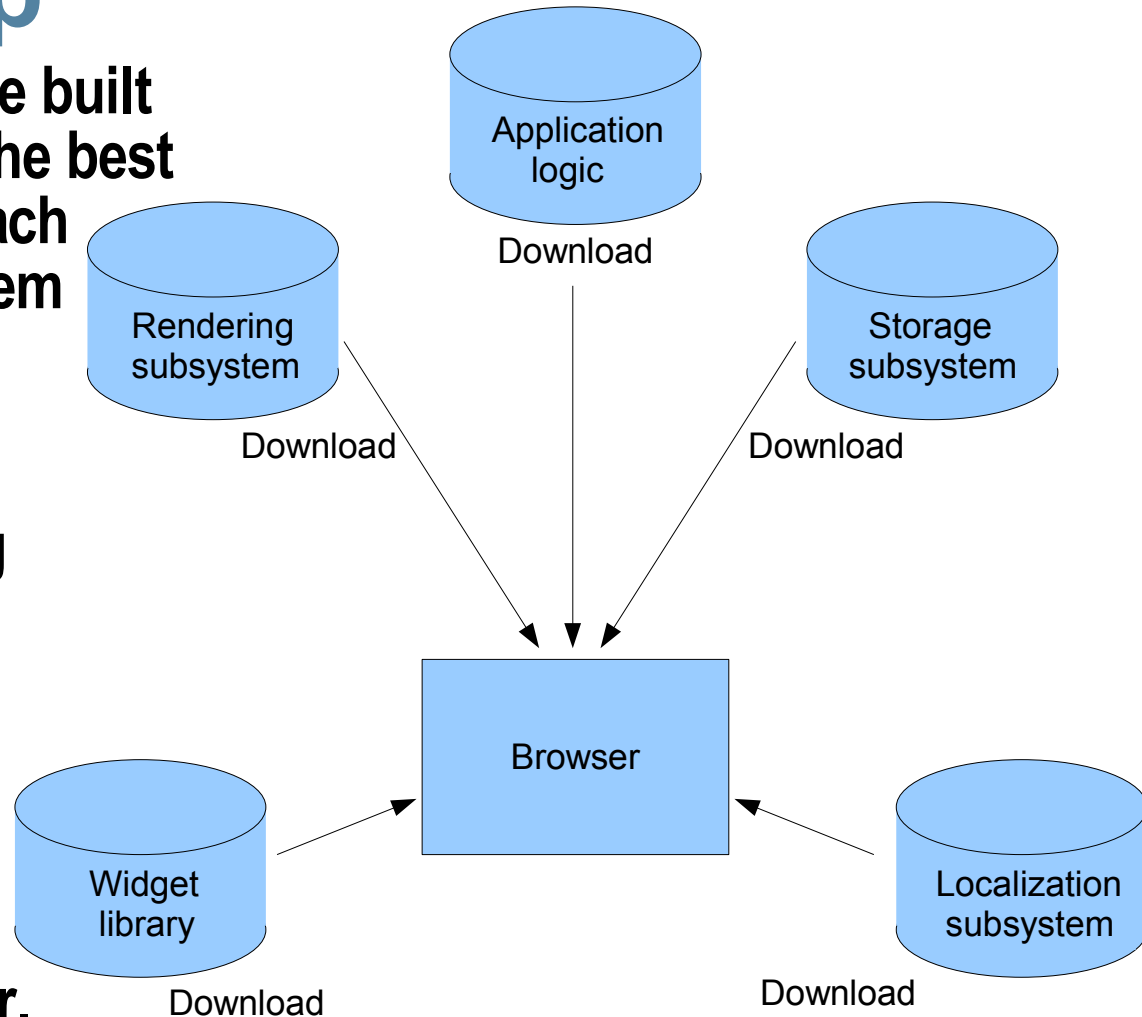 p
e built
he best
ach
em
Application
logic
Download
Rendering
subsystem
Download
Storage
subsystem
Download
g
Browser
Widget
library
Download
Localization
subsystem
Download
r.